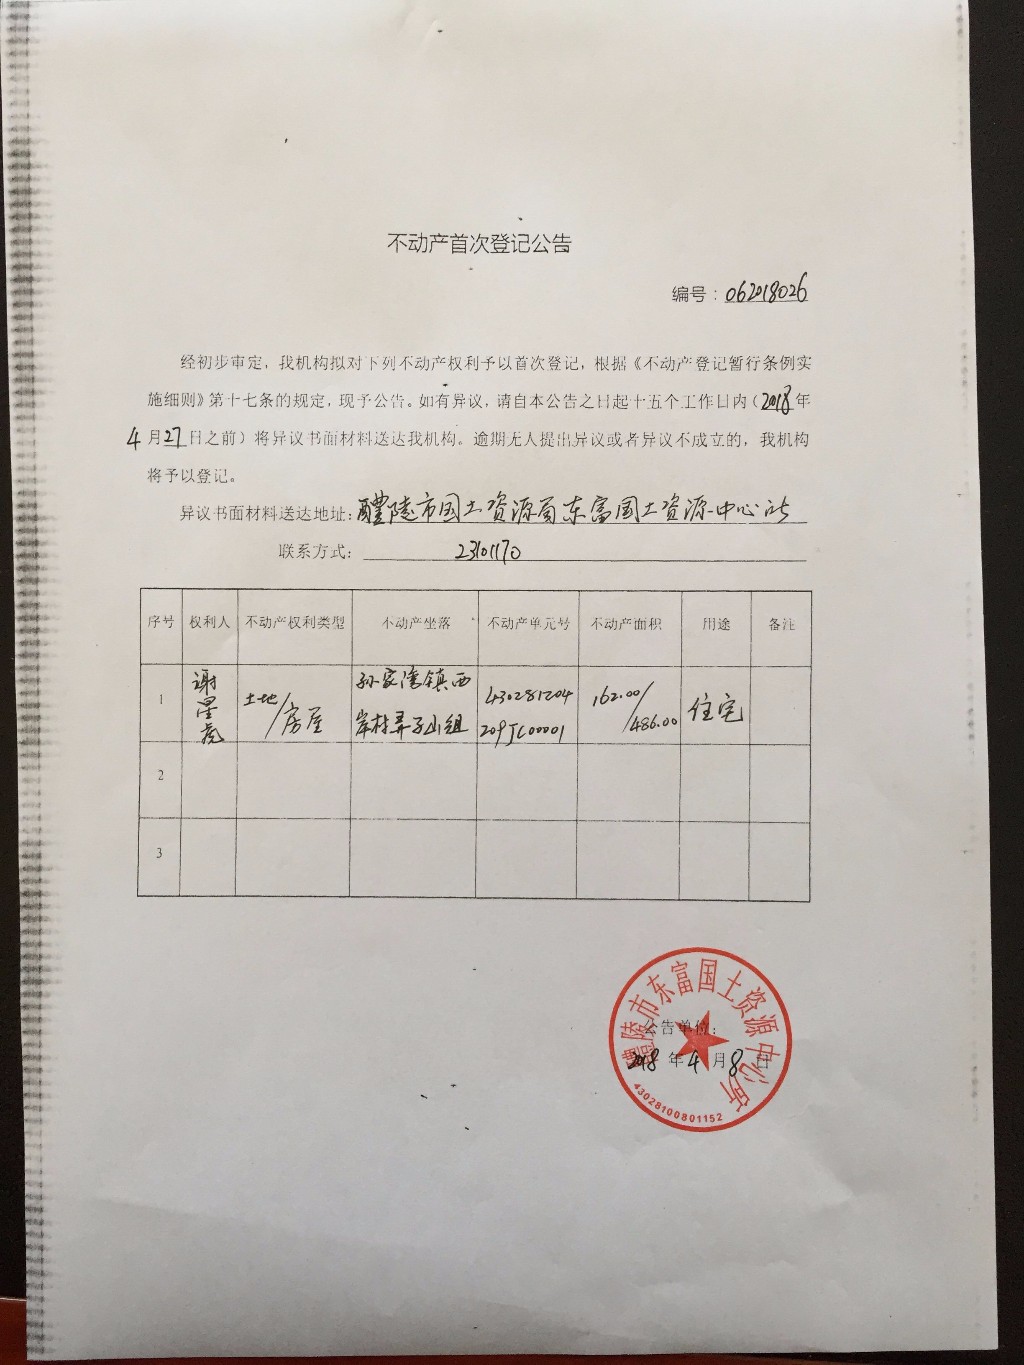 不动产首次登记公告
编号：062018026
经初步审定，我机构拟对下列不动产权利予以首次登记，根据《不动产登记暂行条例实
施细则》第十七条的规定，现予公告。如有异议，请自本公告之日起十五个工作日内（2018年
4月27日之前）将异议书面材料送达我机构。逾期无人提出异议或者异议不成立的，我机构
将予以登记。
异议书面材料送达地址：醴陵市国土资源局东富国土资源中心所
联系方式：23101170
序号 权利人 不动产权利类型 不动产坐落 不动产单元号 不动产面积 用途 备注
1 谢星 土地/房屋 孙家湾镇西 430281204 162.00/ 住宅
岸村弄子山组 209JC00001 486.00
2
3
醴陵市东富国土资源中心所
公告单位：
2018年4月8日
43028100801152